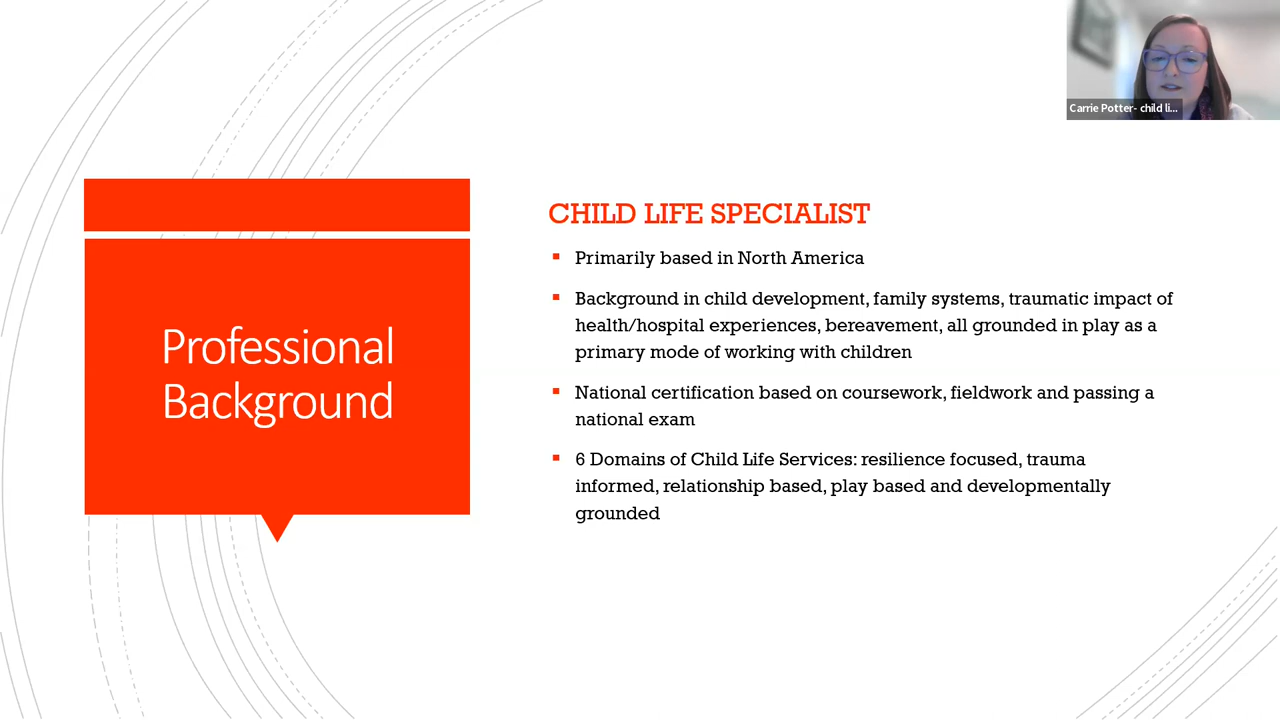 Carrie Potter- child li...
Professional
Background
CHILD LIFE SPECIALIST
Primarily based in North America
Background in child development, family systems, traumatic impact of
health/hospital experiences, bereavement, all grounded in play as a
primary mode of working with children
National certification based on coursework, fieldwork and passing a
national exam
6 Domains of Child Life Services: resilience focused, trauma
informed, relationship based, play based and developmentally
grounded